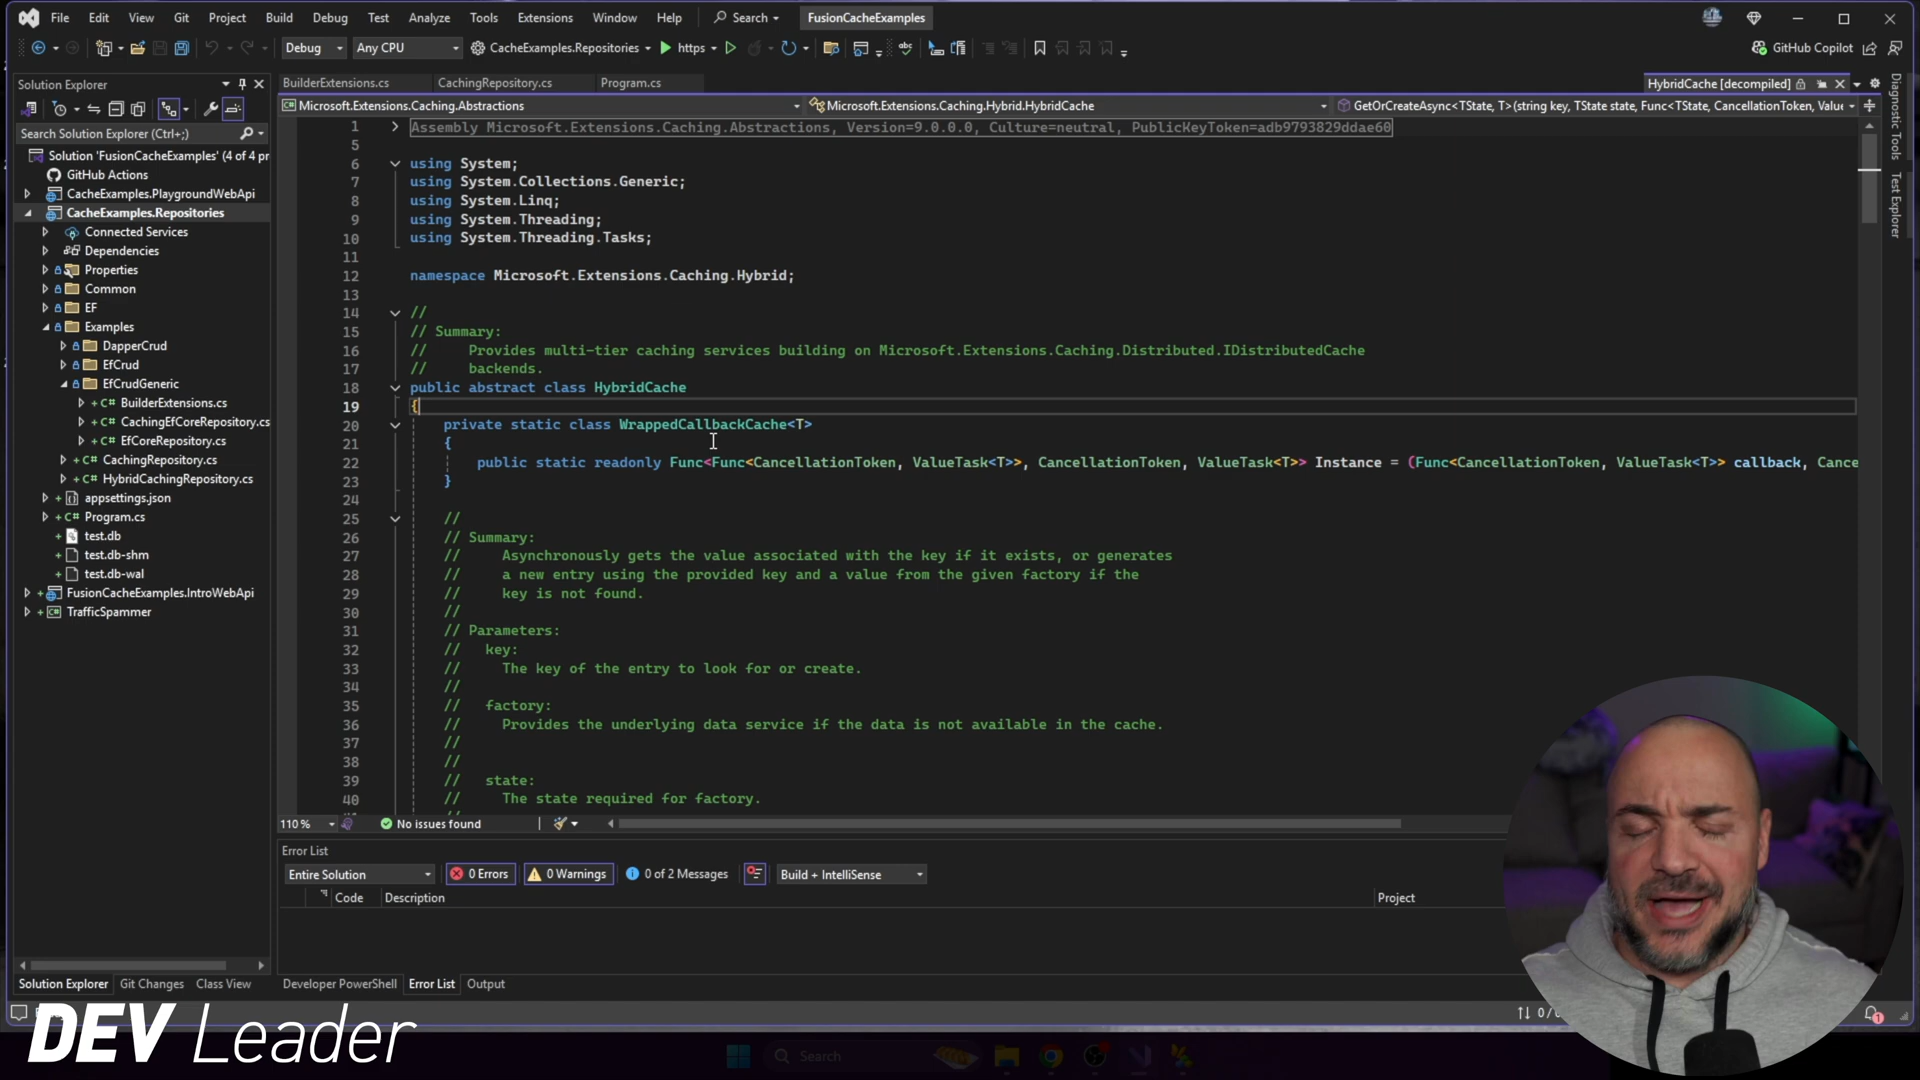 File Edit View Git Project Build Debug Test Analyze Tools Extensions Window Help Search FusionCacheExamples
Debug Any CPU CacheExamples.Repositories https GitHub Copilot
Solution Explorer
Search Solution Explorer (Ctrl+;)
Solution 'FusionCacheExamples' (4 of 4 pr
GitHub Actions
CacheExamples.PlaygroundWebApi
CacheExamples.Repositories
Connected Services
Dependencies
Properties
Common
EF
Examples
DapperCrud
EfCrud
EfCrudGeneric
BuilderExtensions.cs
CachingEfCoreRepository.cs
EfCoreRepository.cs
CachingRepository.cs
HybridCachingRepository.cs
appsettings.json
Program.cs
test.db
test.db-shm
test.db-wal
FusionCacheExamples.IntroWebApi
TrafficSpammer
Solution Explorer Git Changes Class View
BuilderExtensions.cs CachingRepository.cs Program.cs HybridCache [decompiled]
Microsoft.Extensions.Caching.Abstractions Microsoft.Extensions.Caching.Hybrid.HybridCache GetOrCreateAsync<TState, T>(string key, TState state, Func<TState, CancellationToken, Value
1 Assembly Microsoft.Extensions.Caching.Abstractions, Version=9.0.0.0, Culture=neutral, PublicKeyToken=adb9793829ddae60
5
6 using System;
7 using System.Collections.Generic;
8 using System.Linq;
9 using System.Threading;
10 using System.Threading.Tasks;
11
12 namespace Microsoft.Extensions.Caching.Hybrid;
13
14 //
15 // Summary:
16 // Provides multi-tier caching services building on Microsoft.Extensions.Caching.Distributed.IDistributedCache
17 // backends.
18 public abstract class HybridCache
19 {
20 private static class WrappedCallbackCache<T>
21 {
22 public static readonly Func<Func<CancellationToken, ValueTask<T>>, CancellationToken, ValueTask<T>> Instance = (Func<CancellationToken, ValueTask<T>> callback, Cance
23 }
24
25 //
26 // Summary:
27 // Asynchronously gets the value associated with the key if it exists, or generates
28 // a new entry using the provided key and a value from the given factory if the
29 // key is not found.
30 //
31 // Parameters:
32 // key:
33 // The key of the entry to look for or create.
34 //
35 // factory:
36 // Provides the underlying data service if the data is not available in the cache.
37 //
38 //
39 // state:
40 // The state required for factory.
110 % No issues found
Error List
Entire Solution 0 Errors 0 Warnings 0 of 2 Messages Build + IntelliSense
Code Description Project
Developer PowerShell Error List Output
Diagnostic Tools
Test Explorer
DEV Leader
Search